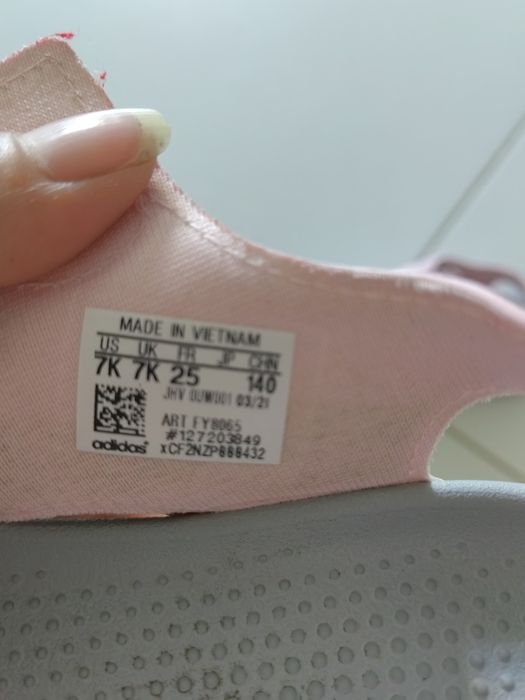 MADE IN VIETNAM
US UK FR JP CHN
7K 7K 25 140
JHV 03/21
ART FY8065
#127203849
adidas xCF2NZP888432